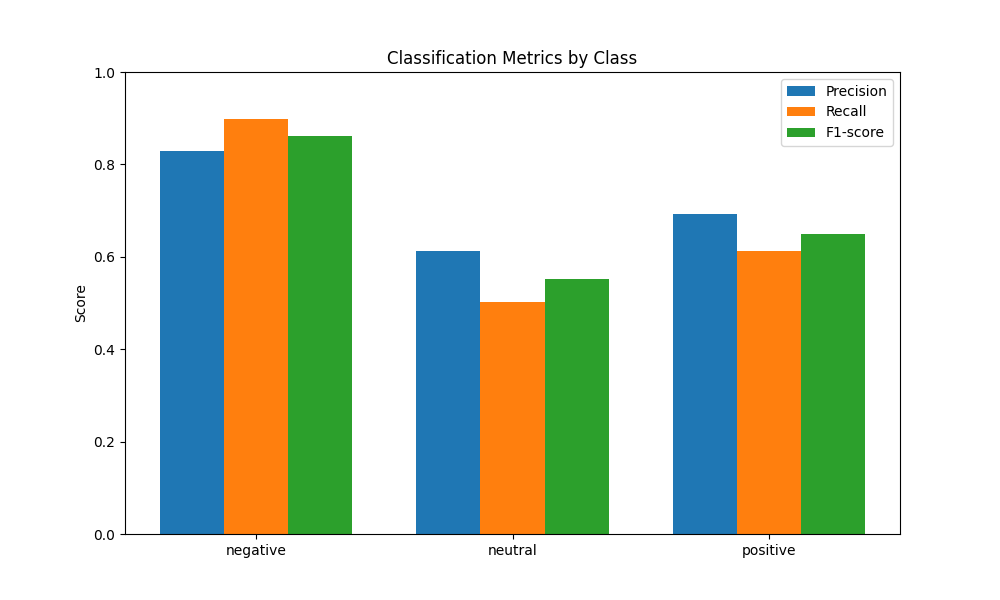 Classification Metrics by Class
Precision
Recall
F1-score
Score
1.0
0.8
0.6
0.4
0.2
0.0
negative
neutral
positive